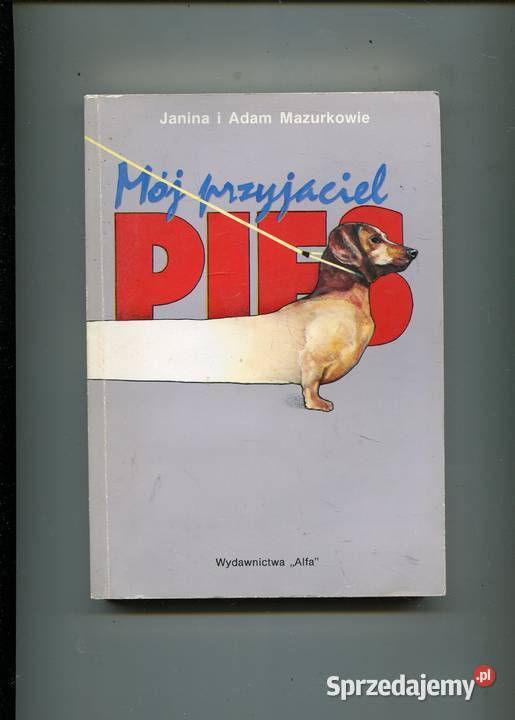 Janina i Adam Mazurkowie
Mój przyjaciel
PIES
Wydawnictwa „Alfa"
Sprzedajemy.pl